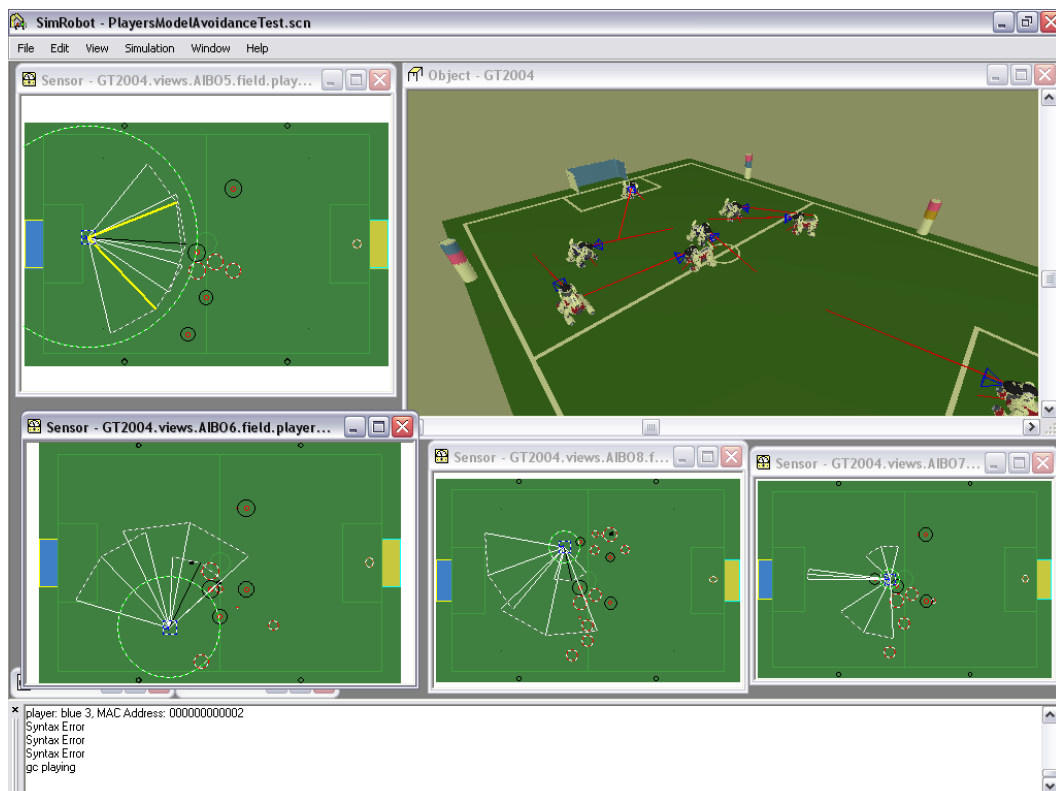 SimRobot - PlayersModelAvoidanceTest.scn
File Edit View Simulation Window Help
Sensor - GT2004.views.AIBO5.field.play...
Object - GT2004
Sensor - GT2004.views.AIBO6.field.player...
Sensor - GT2004.views.AIBO8.f...
Sensor - GT2004.views.AIBO7...
player: blue 3, MAC Address: 000000000002
Syntax Error
Syntax Error
Syntax Error
gc playing